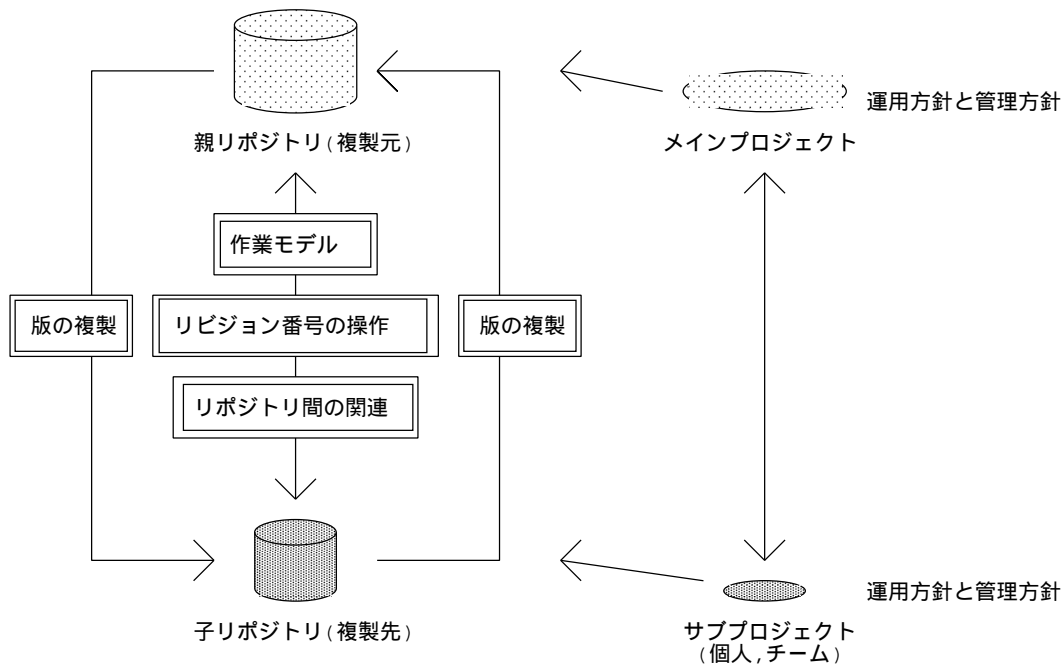 運用方針と管理方針
親リポジトリ(複製元)
メインプロジェクト
作業モデル
版の複製
リビジョン番号の操作
版の複製
リポジトリ間の関連
運用方針と管理方針
子リポジトリ(複製先)
サブプロジェクト
(個人,チーム)